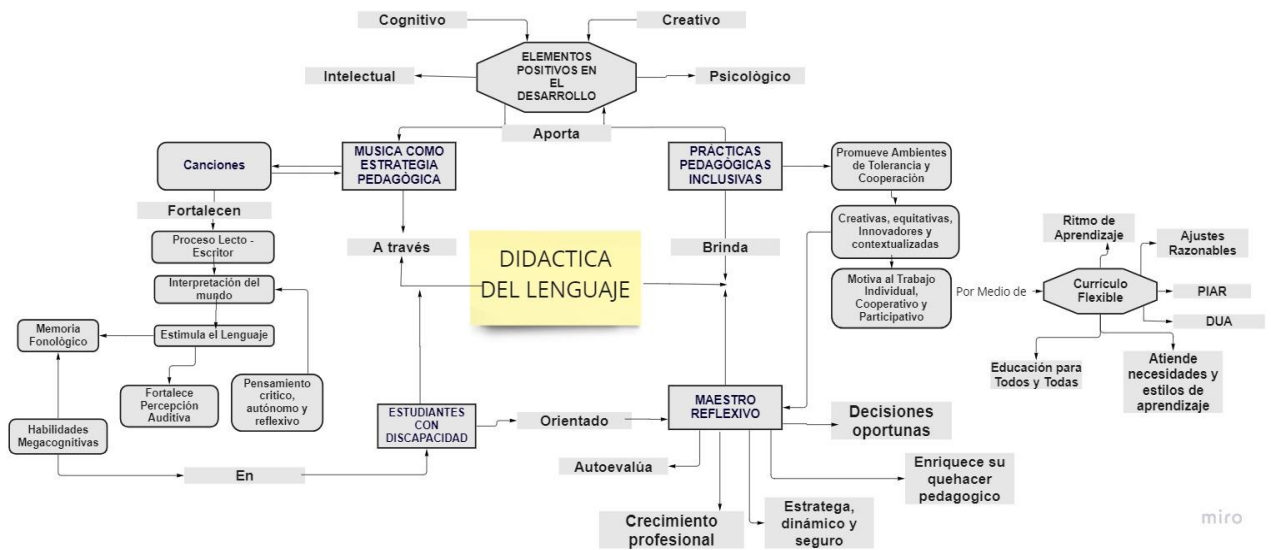 Cognitivo
Creativo
ELEMENTOS
POSITIVOS EN
EL
DESARROLLO
Intelectual
Psicològico
Aporta
Canciones
MUSICA COMO
ESTRATEGIA
PEDAGÓGICA
PRÀCTICAS
PEDAGÒGICAS
INCLUSIVAS
Promueve Ambientes
de Tolerancia y
Cooperaciòn
Fortalecen
Proceso Lecto -
Escritor
A través
DIDACTICA
DEL LENGUAJE
Brinda
Creativas, equitativas,
Innovadores y
contextualizadas
Ritmo de
Aprendizaje
Ajustes
Razonables
Interpretación del
mundo
Motiva al Trabajo
Individual,
Cooperativo y
Participativo
Por Medio de
Curriculo
Flexible
PIAR
DUA
Memoria
Fonológico
Estimula el Lenguaje
Educación para
Todos y Todas
Atiende
necesidades y
estilos de
aprendizaje
Fortalece
Percepción
Auditiva
Pensamiento
critico,
autónomo y
reflexivo
Habilidades
Megacognitivas
ESTUDIANTES
CON
DISCAPACIDAD
Orientado
MAESTRO
REFLEXIVO
Decisiones
oportunas
En
Autoevalúa
Enriquece su
quehacer
pedagogico
Crecimiento
profesional
Estratega,
dinámico y
seguro
miro